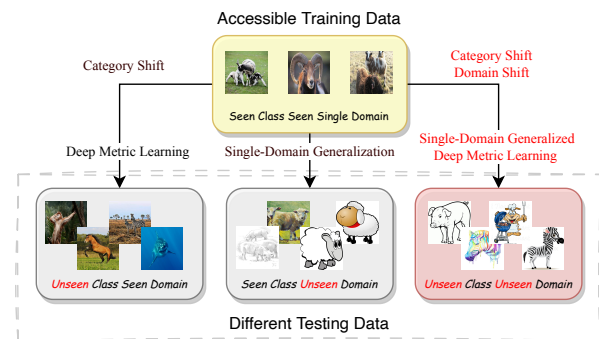 Accessible Training Data
Category Shift
Category Shift
Domain Shift
Seen Class Seen Single Domain
Deep Metric Learning
Single-Domain Generalization
Single-Domain Generalized
Deep Metric Learning
Unseen Class Seen Domain
Seen Class Unseen Domain
Unseen Class Unseen Domain
Different Testing Data